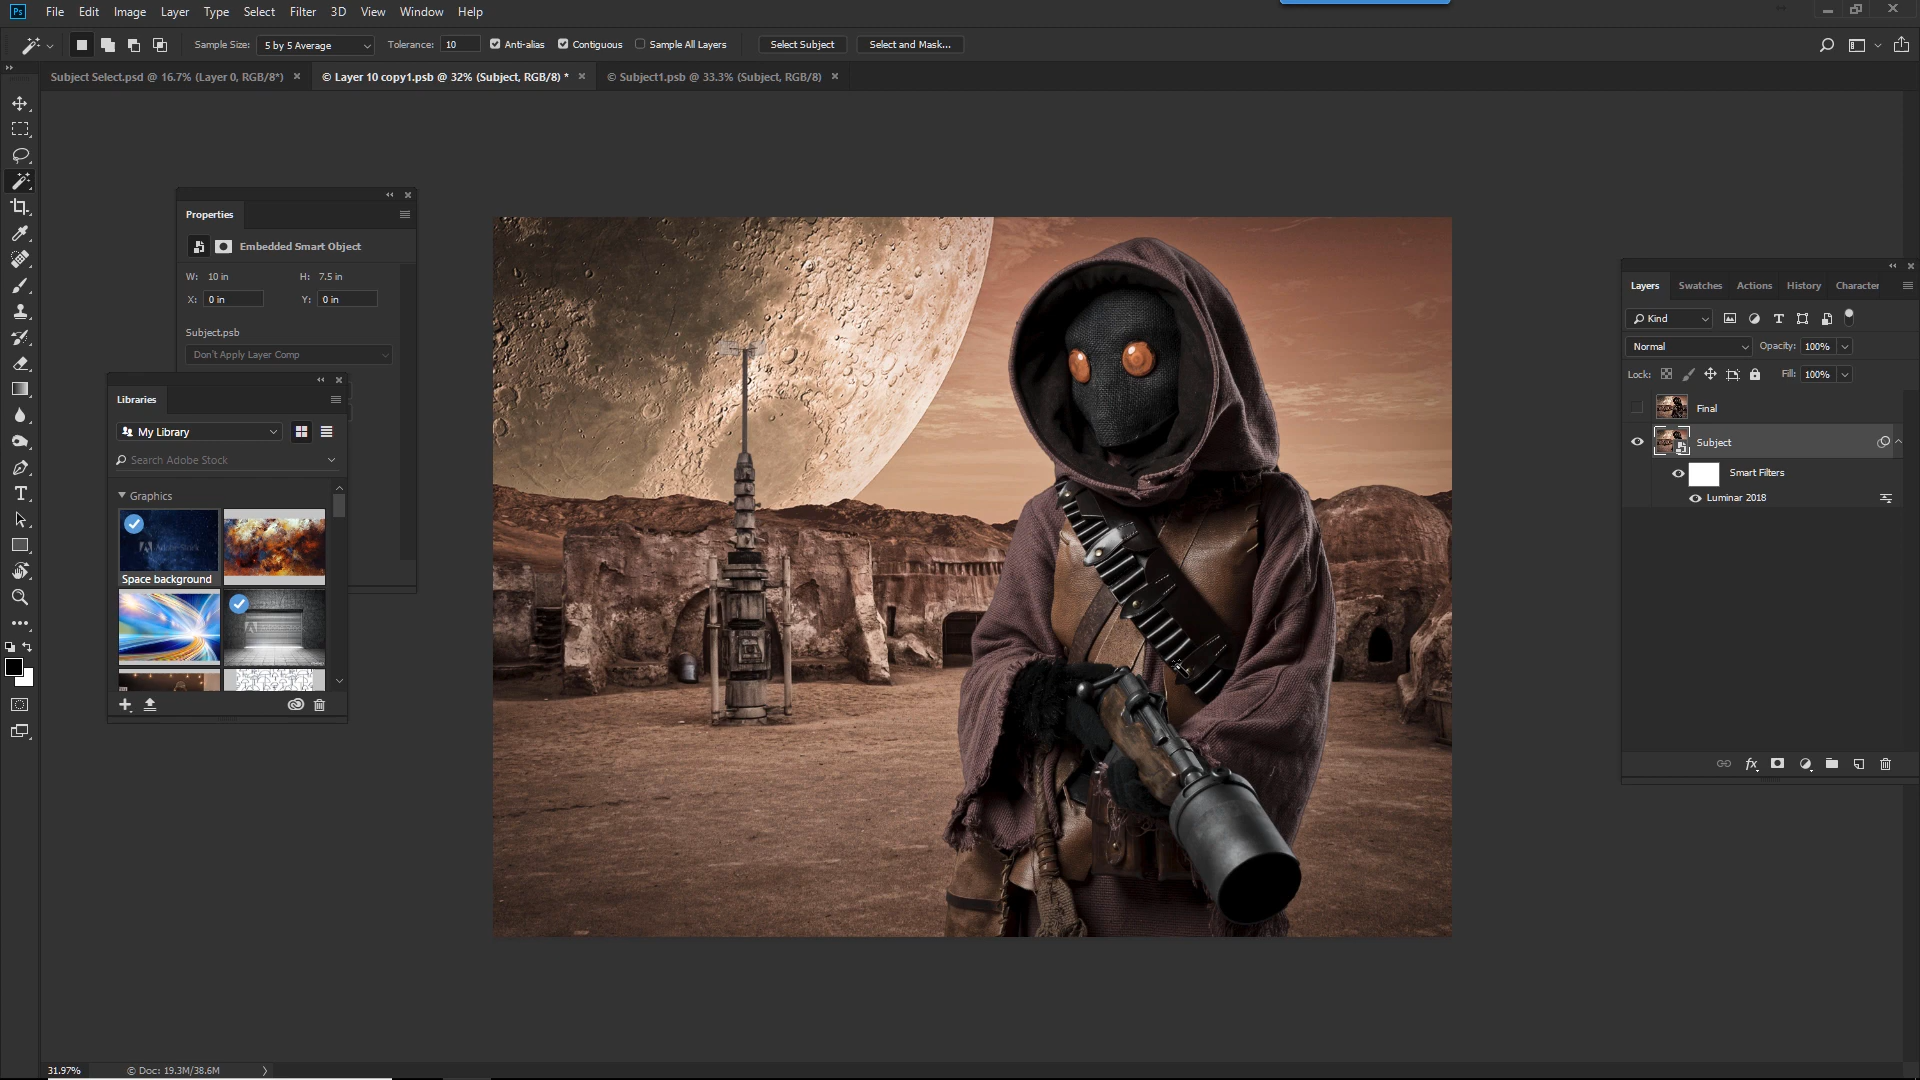 Ps File Edit Image Layer Type Select Filter 3D View Window Help
Sample Size: 5 by 5 Average Tolerance: 10 Anti-alias Contiguous Sample All Layers Select Subject Select and Mask...
Subject Select.psd @ 16.7% (Layer 0, RGB/8*) × © Layer 10 copy1.psb @ 32% (Subject, RGB/8) * × © Subject1.psb @ 33.3% (Subject, RGB/8) ×
Properties
Embedded Smart Object
W: 10 in H: 7.5 in
X: 0 in Y: 0 in
Subject.psb
Don't Apply Layer Comp
Libraries
My Library
Search Adobe Stock
Graphics
Adobe Stock
Space background
Layers Swatches Actions History Character
Kind
Normal Opacity: 100%
Lock: Fill: 100%
Final
Subject
Smart Filters
Luminar 2018
fx
31.97% © Doc: 19.3M/38.6M